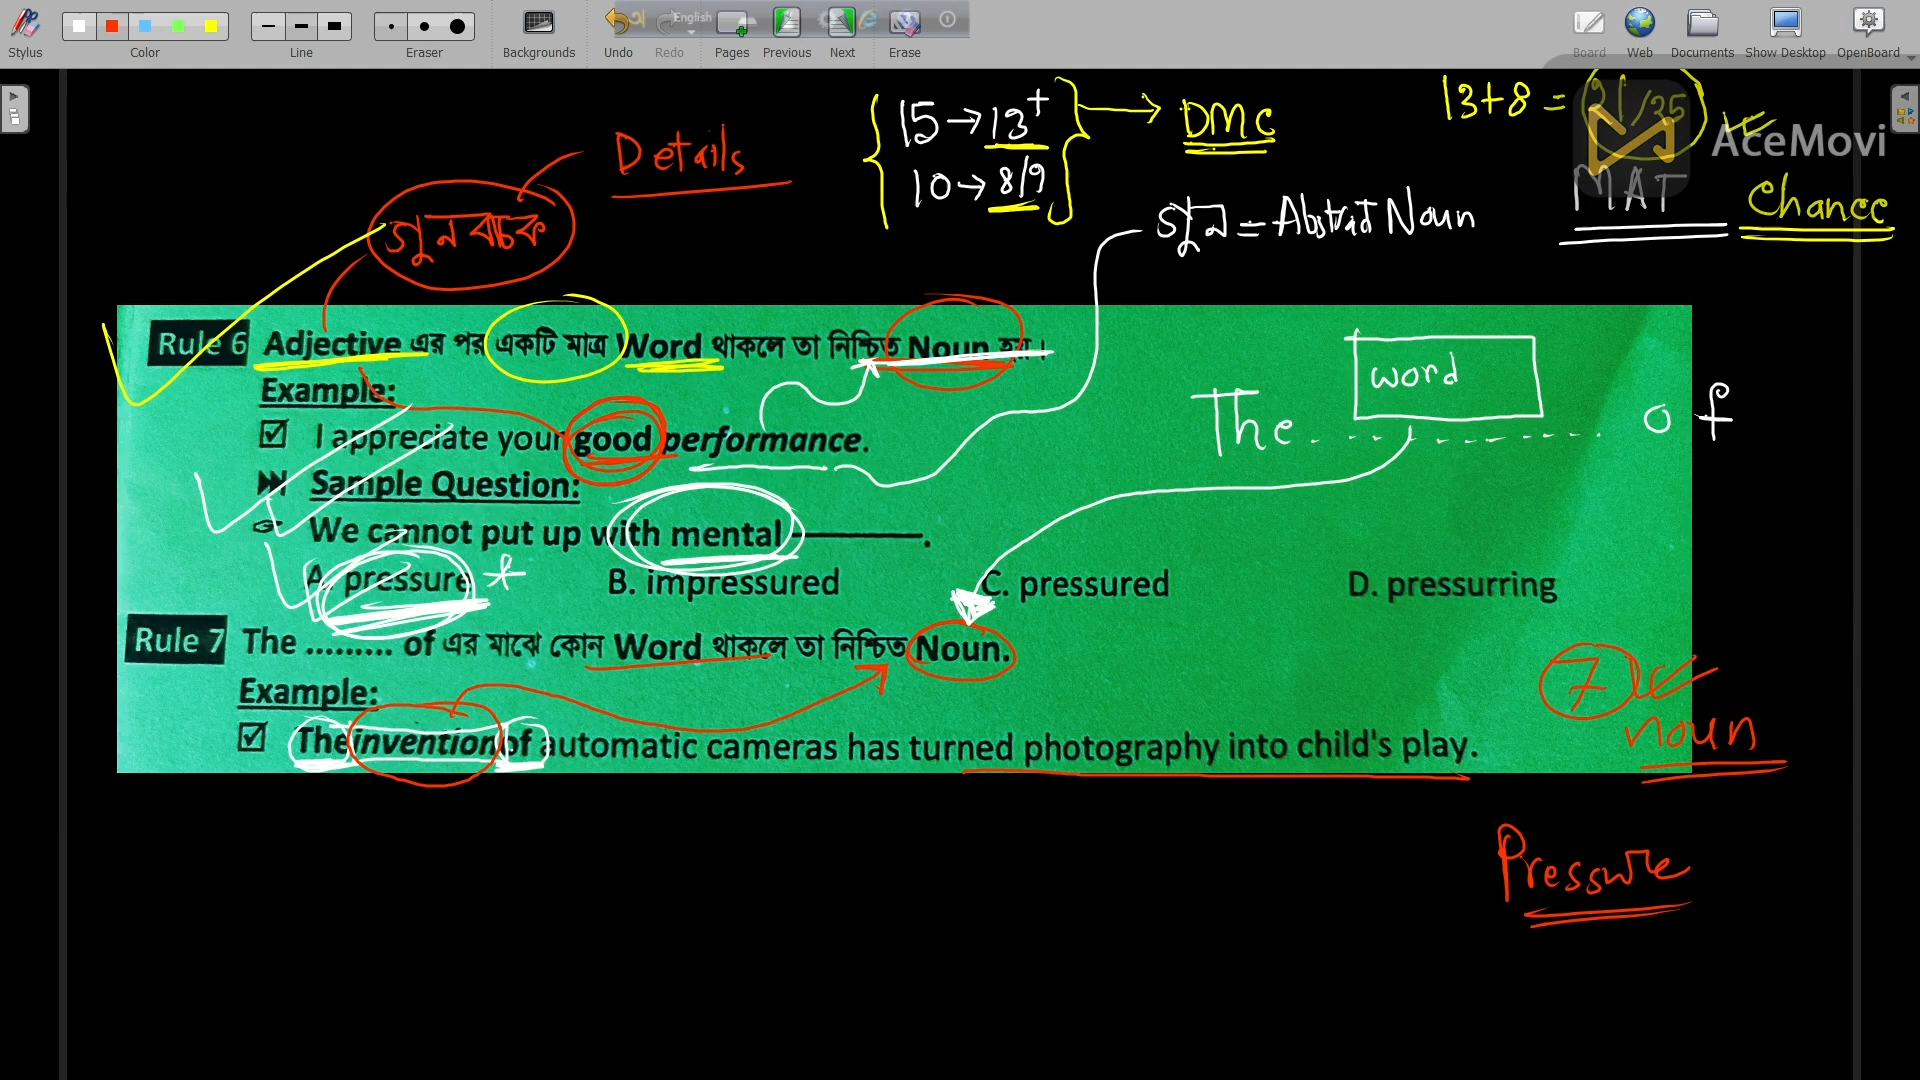 Stylus Color Line Eraser Backgrounds Undo Redo Pages Previous Next Erase Board Web Documents Show Desktop OpenBoard
English
Details
15 → 13+ → DMC
10 → 8/9
13+8 = 21/35
AceMovi
MAT Chance
গুন বাচক
গুন = Abstract Noun
Rule 6 Adjective এর পর একটি মাত্র Word থাকলে তা নিশ্চিত Noun হয়।
Example:
I appreciate your good performance.
Sample Question:
We cannot put up with mental ————.
A. pressure B. impressured C. pressured D. pressurring
word
The ............ of
Rule 7 The ......... of এর মাঝে কোন Word থাকলে তা নিশ্চিত Noun.
Example:
The invention of automatic cameras has turned photography into child's play.
7
noun
Pressure